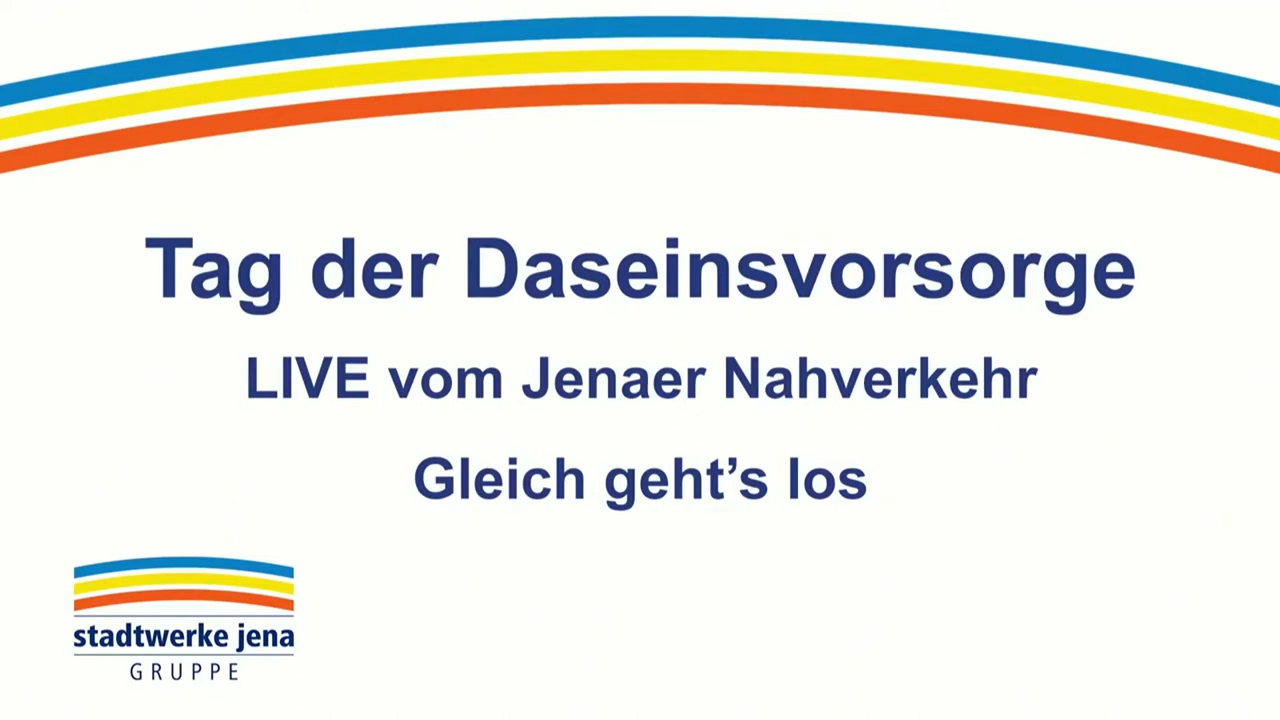 Tag der Daseinsvorsorge
LIVE vom Jenaer Nahverkehr
Gleich geht’s los
stadtwerke jena
GRUPPE